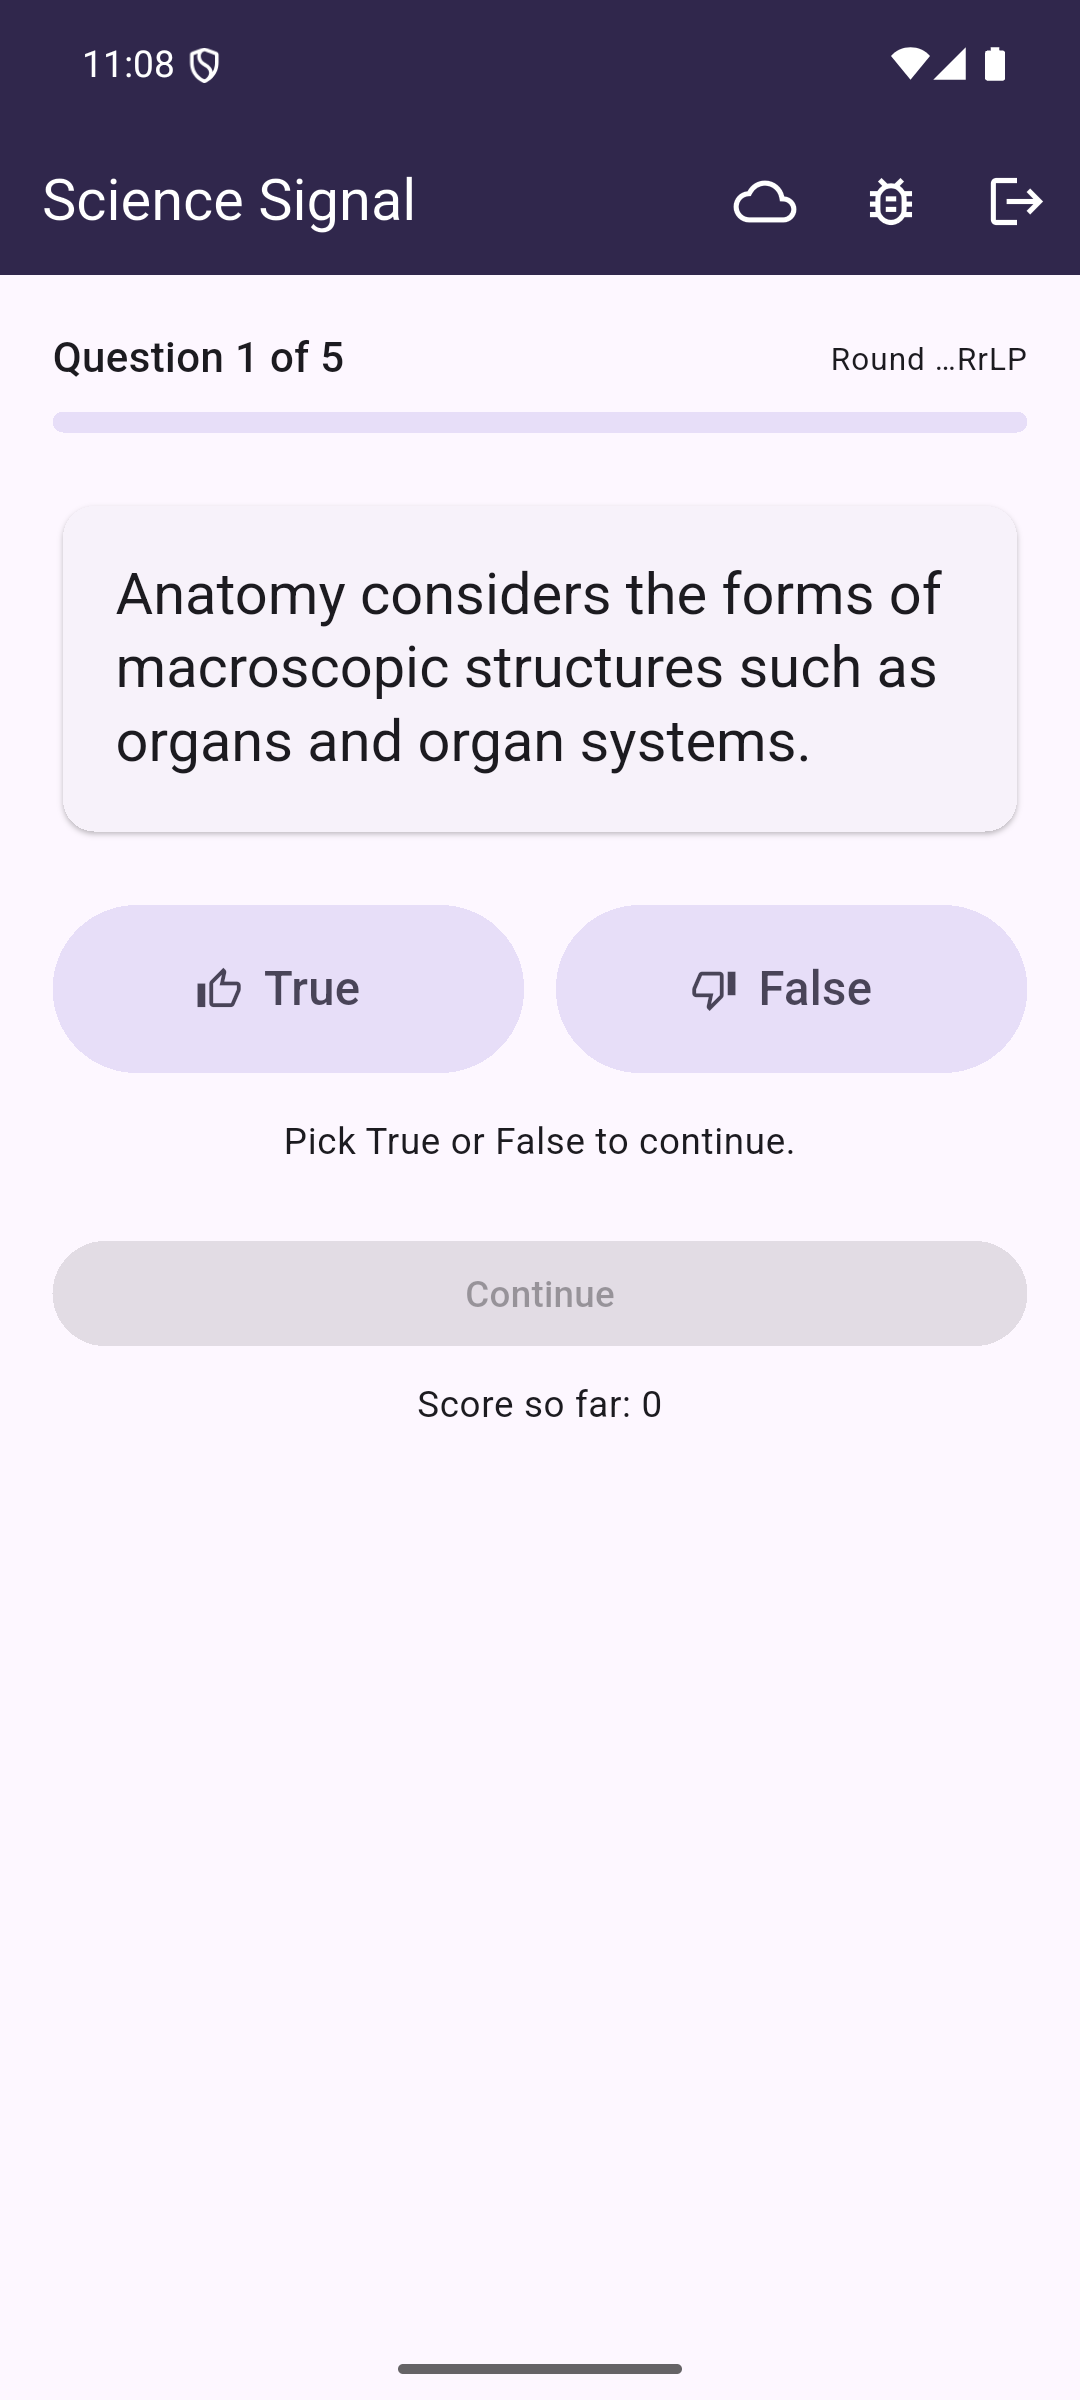 11:08
Science Signal
Question 1 of 5
Round …RrLP
Anatomy considers the forms of
macroscopic structures such as
organs and organ systems.
True
False
Pick True or False to continue.
Continue
Score so far: 0